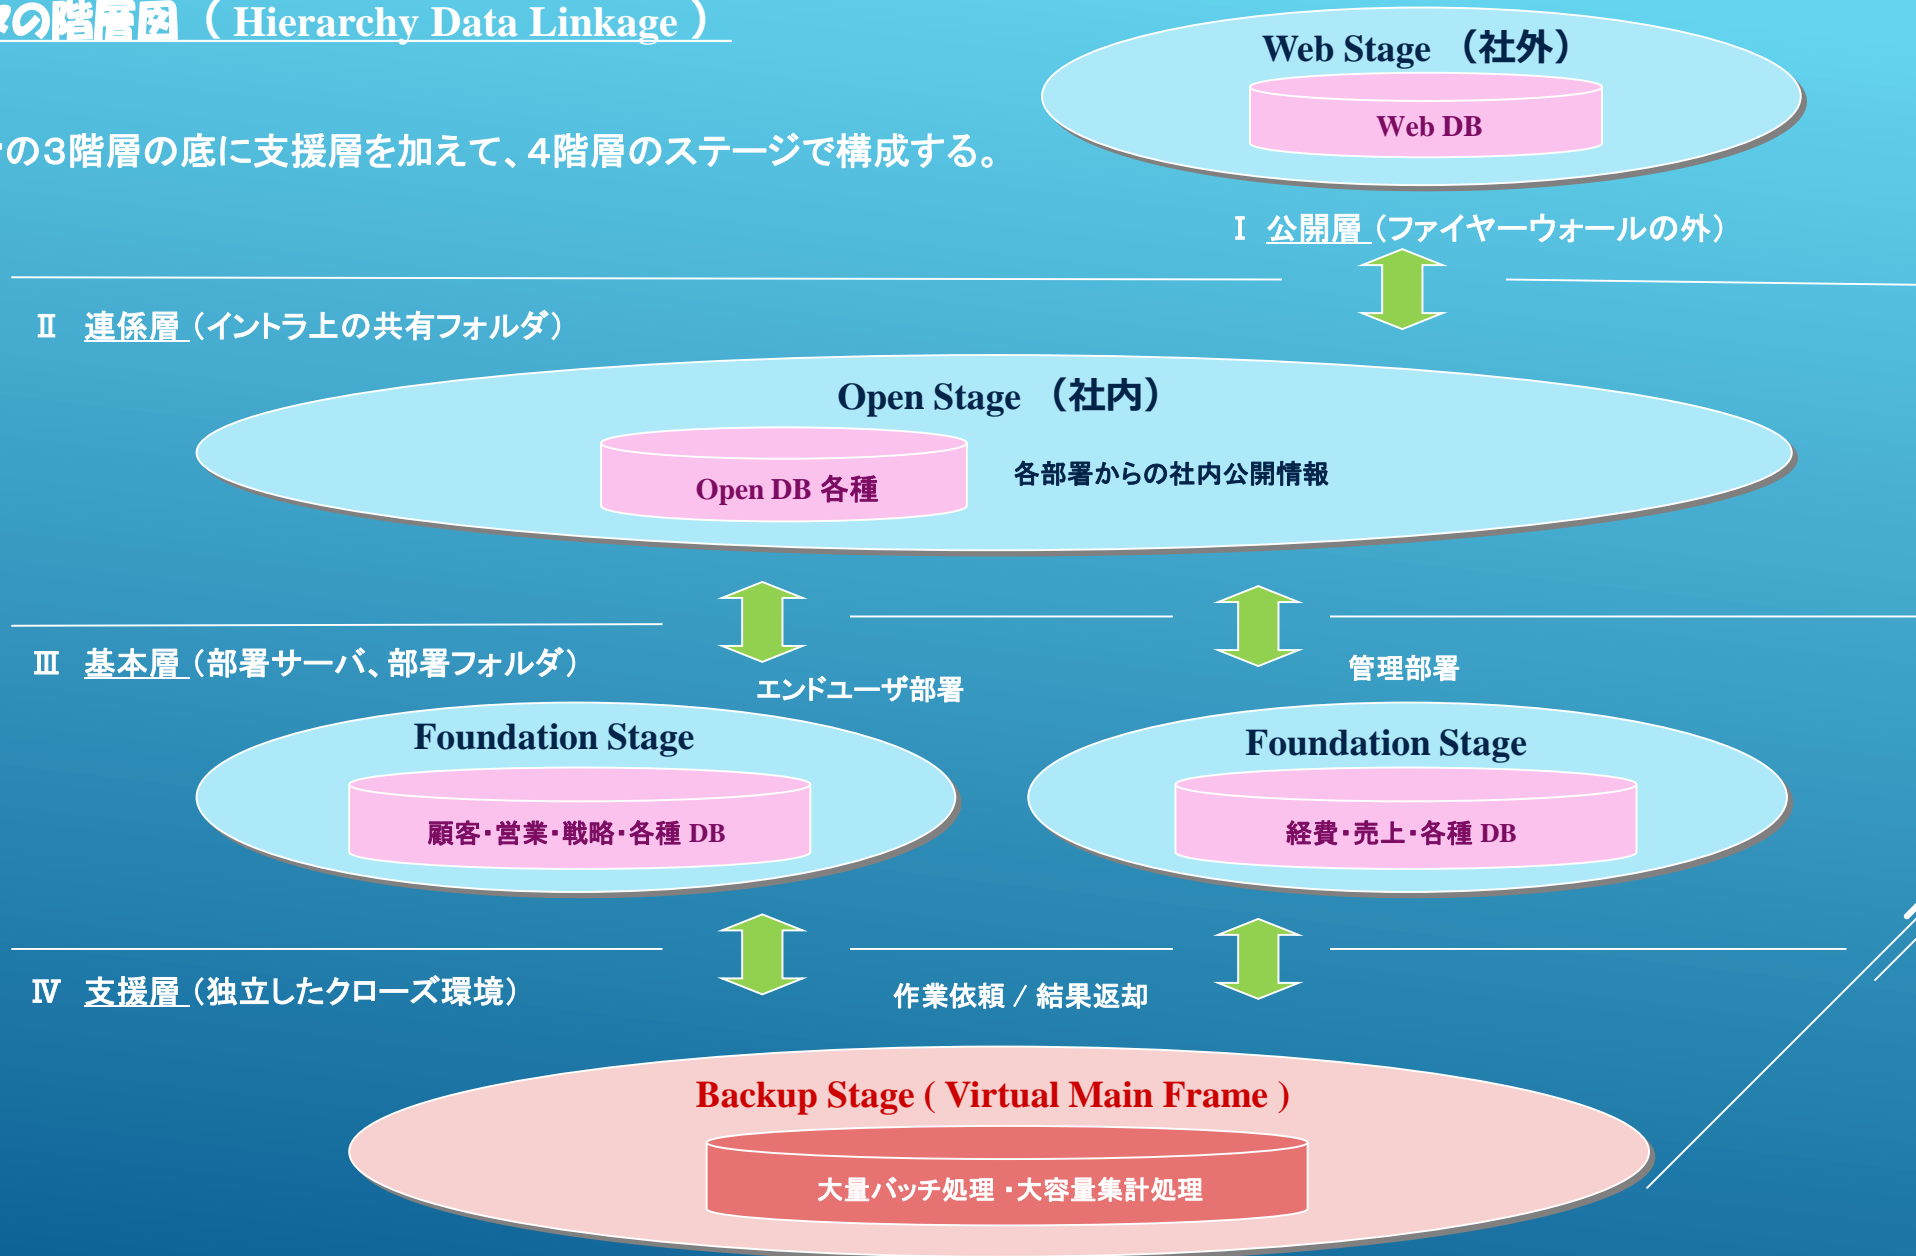 の階層図（ Hierarchy Data Linkage ）
Web Stage （社外）
Web DB
の3階層の底に支援層を加えて、4階層のステージで構成する。
Ⅰ 公開層（ファイヤーウォールの外）
Ⅱ 連係層（イントラ上の共有フォルダ）
Open Stage （社内）
Open DB 各種
各部署からの社内公開情報
Ⅲ 基本層（部署サーバ、部署フォルダ）
エンドユーザ部署
管理部署
Foundation Stage
顧客・営業・戦略・各種 DB
Foundation Stage
経費・売上・各種 DB
Ⅳ 支援層（独立したクローズ環境）
作業依頼 / 結果返却
Backup Stage ( Virtual Main Frame )
大量バッチ処理 ・大容量集計処理